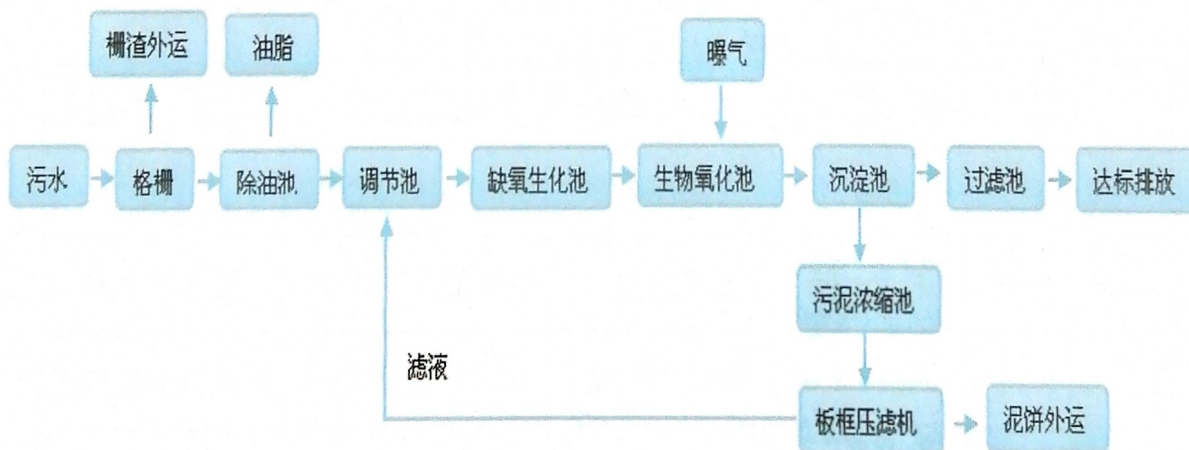 栅渣外运
油脂
曝气
污水
格栅
除油池
调节池
缺氧生化池
生物氧化池
沉淀池
过滤池
达标排放
污泥浓缩池
滤液
板框压滤机
泥饼外运